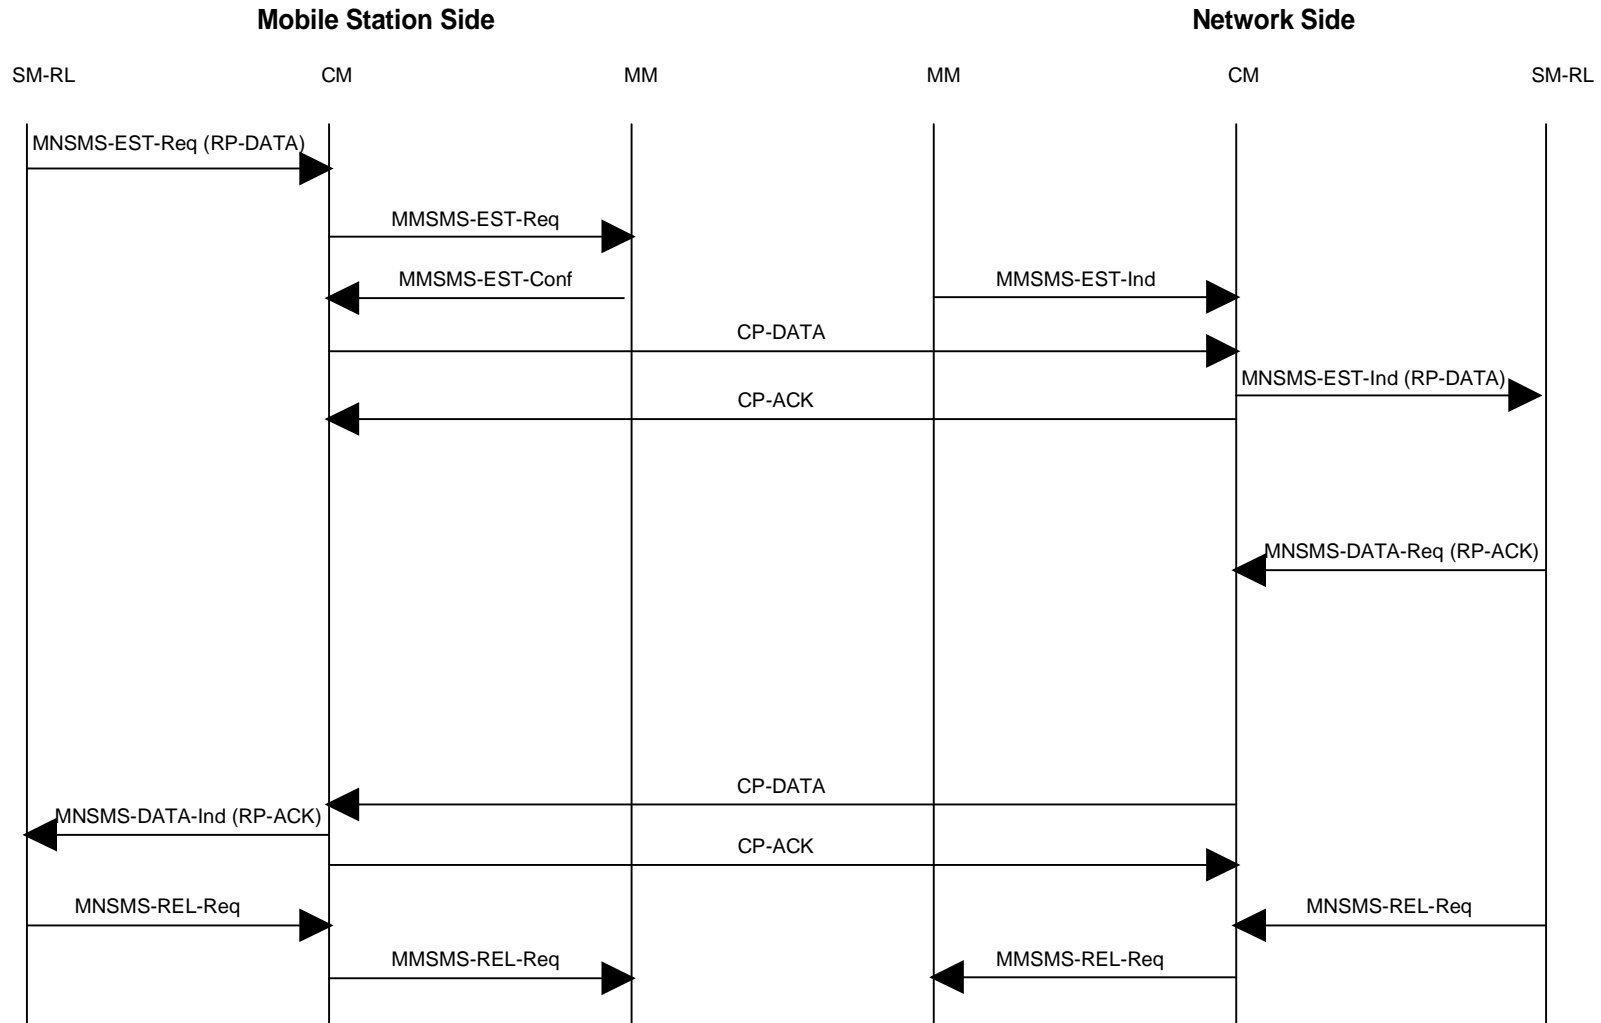 Mobile Station Side
Network Side
SM-RL
CM
MM
MM
CM
SM-RL
MNSMS-EST-Req (RP-DATA)
MMSMS-EST-Req
MMSMS-EST-Conf
MMSMS-EST-Ind
CP-DATA
MNSMS-EST-Ind (RP-DATA)
CP-ACK
MNSMS-DATA-Req (RP-ACK)
CP-DATA
MNSMS-DATA-Ind (RP-ACK)
CP-ACK
MNSMS-REL-Req
MNSMS-REL-Req
MMSMS-REL-Req
MMSMS-REL-Req